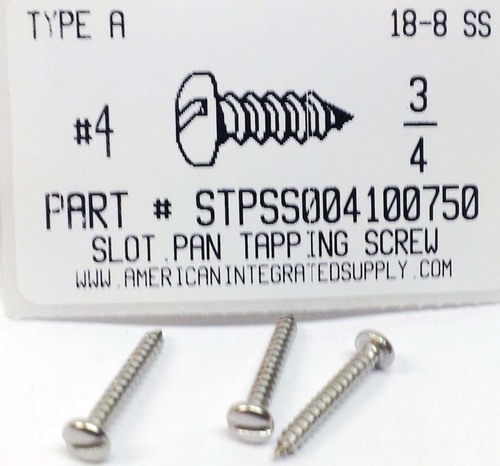 TYPE A 18-8 SS
#4 3/4
PART # STPSS004100750
SLOT PAN TAPPING SCREW
WWW.AMERICANINTEGRATEDSUPPLY.COM